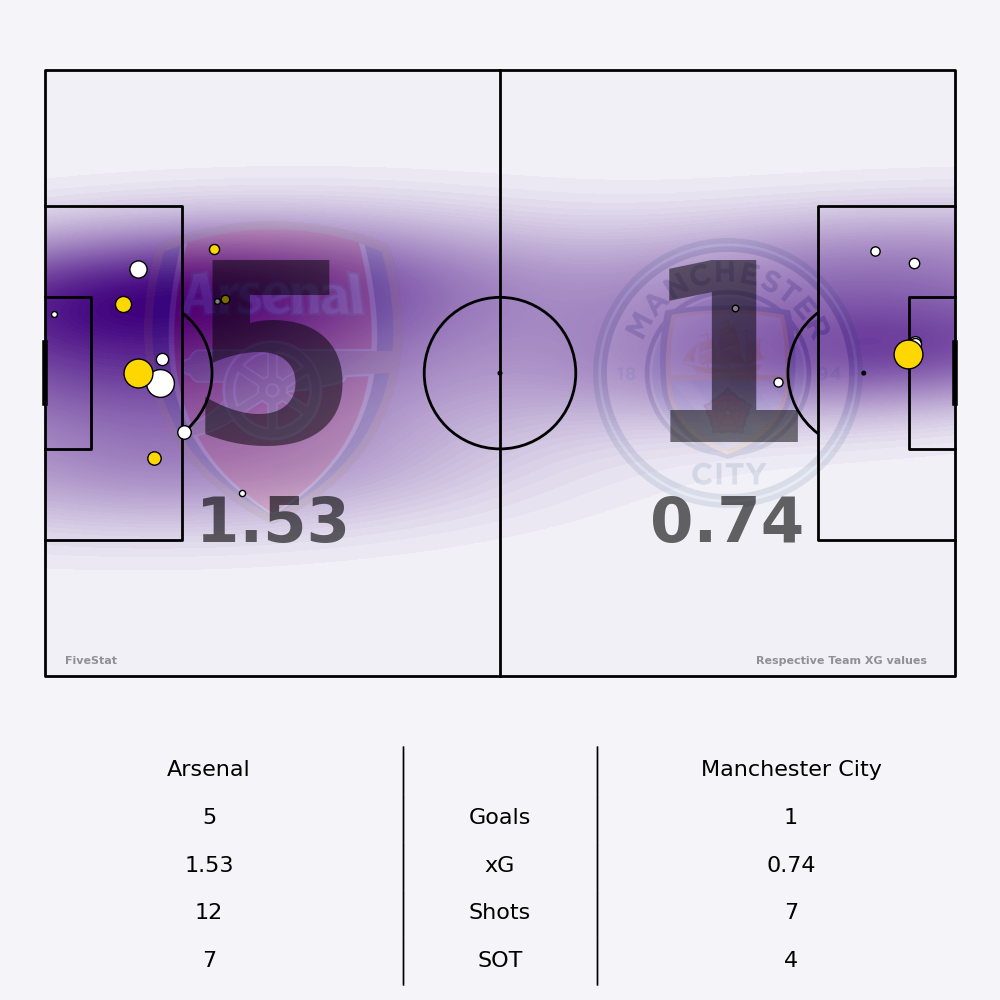 Arsenal
5
1.53
MANCHESTER
18 94
CITY
1
0.74
FiveStat
Respective Team XG values
Arsenal Manchester City
5 Goals 1
1.53 xG 0.74
12 Shots 7
7 SOT 4